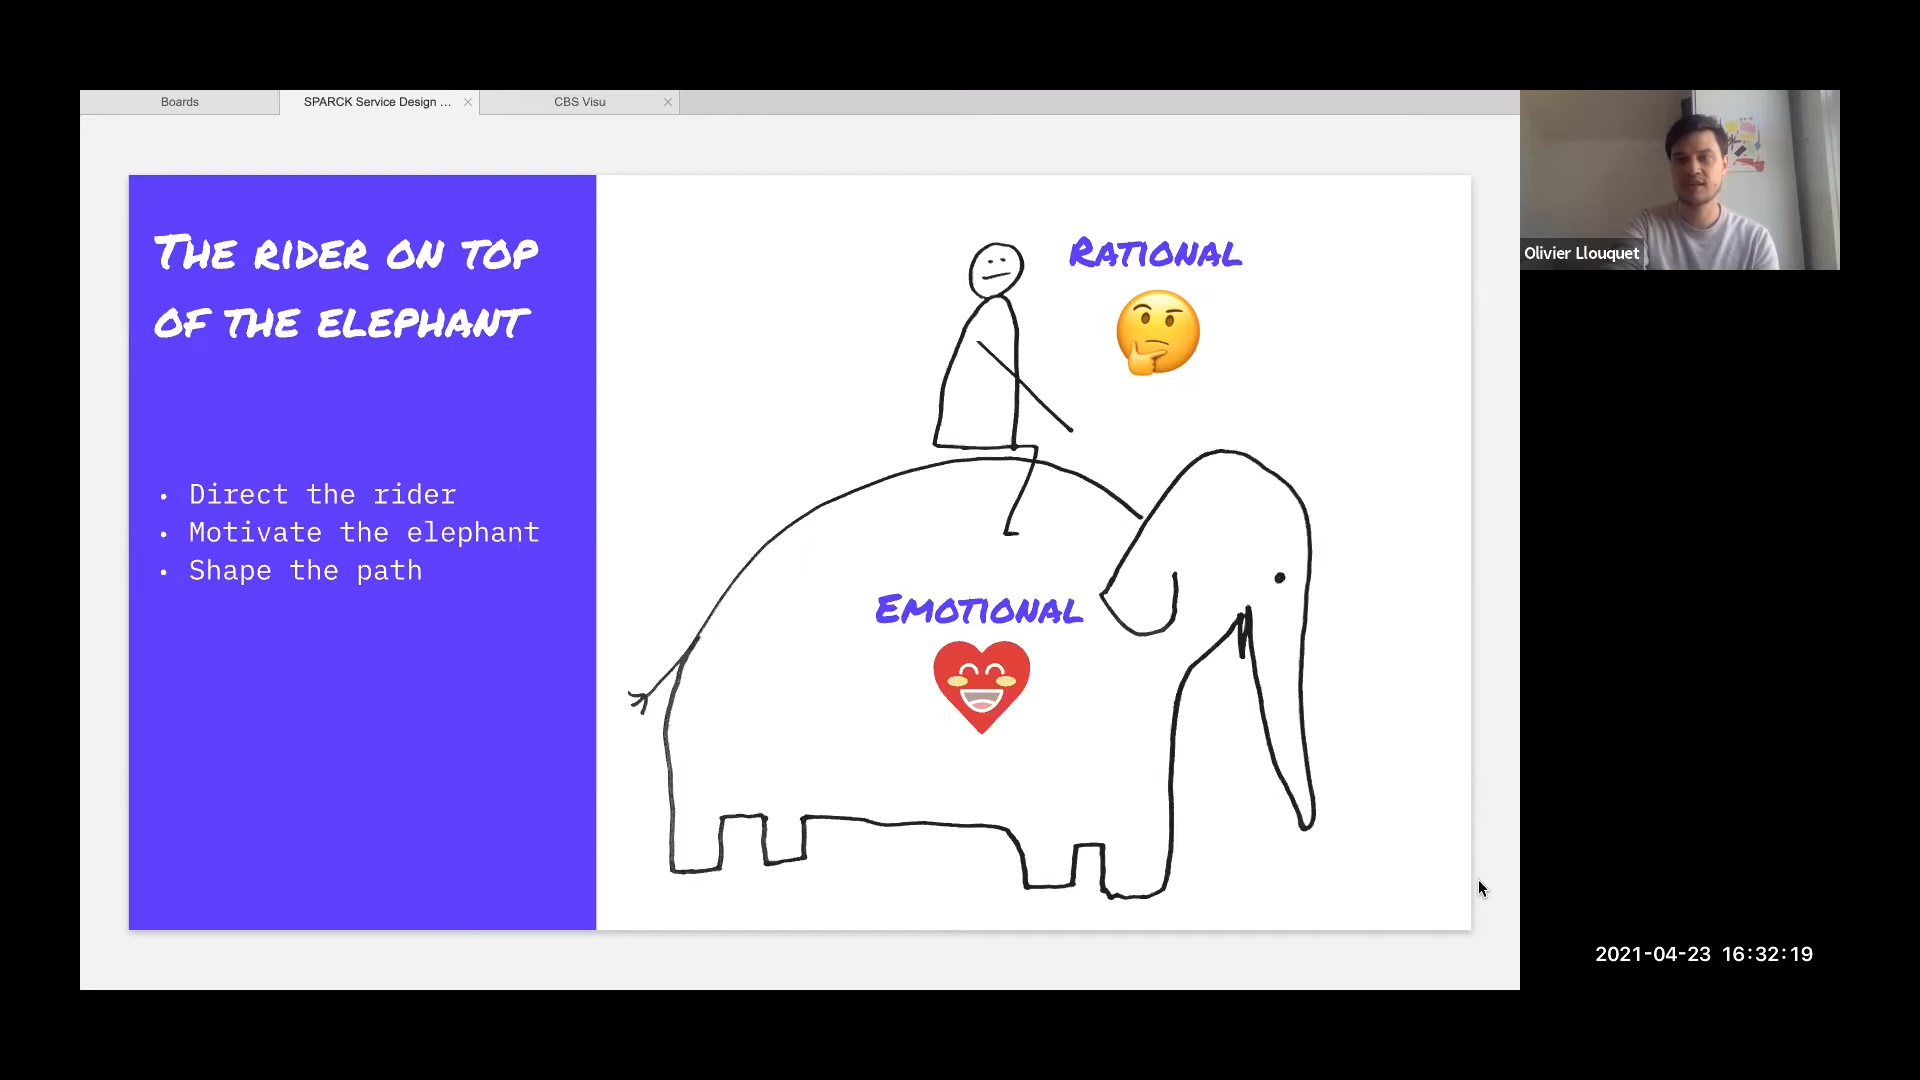 Boards
SPARCK Service Design ...
CBS Visu
The rider on top
of the elephant
• Direct the rider
• Motivate the elephant
• Shape the path
Rational
Emotional
Olivier Llouquet
2021-04-23 16:32:19